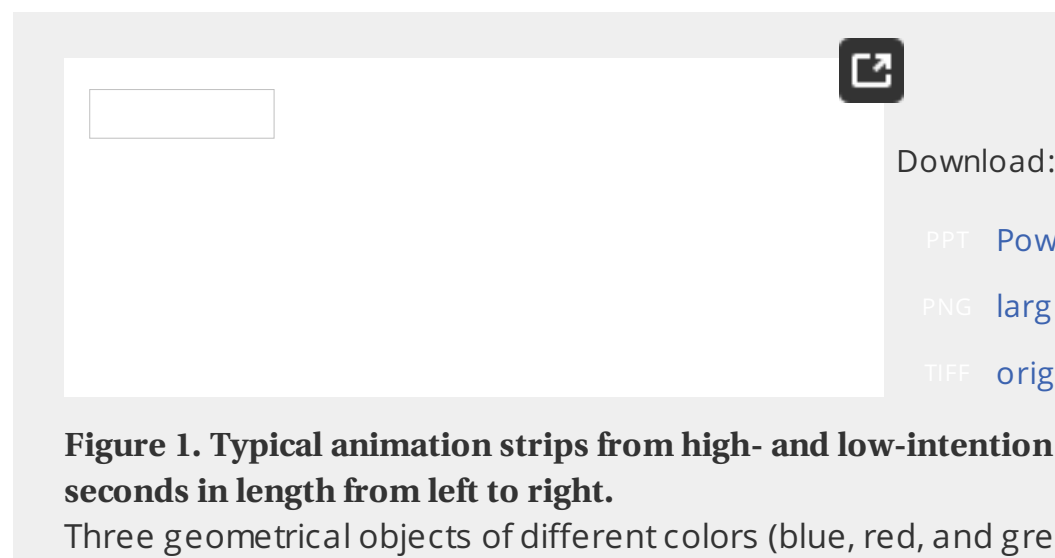 Download:
PPT Pow
PNG larg
TIFF orig
Figure 1. Typical animation strips from high- and low-intention
seconds in length from left to right.
Three geometrical objects of different colors (blue, red, and gre